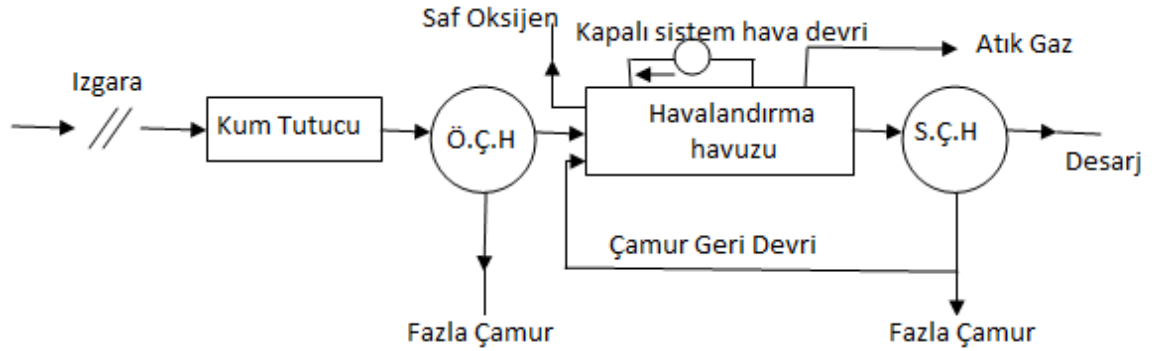 Saf Oksijen
Kapalı sistem hava devri
Atık Gaz
Izgara
Kum Tutucu
Ö.Ç.H
Havalandırma
havuzu
S.Ç.H
Desarj
Çamur Geri Devri
Fazla Çamur
Fazla Çamur